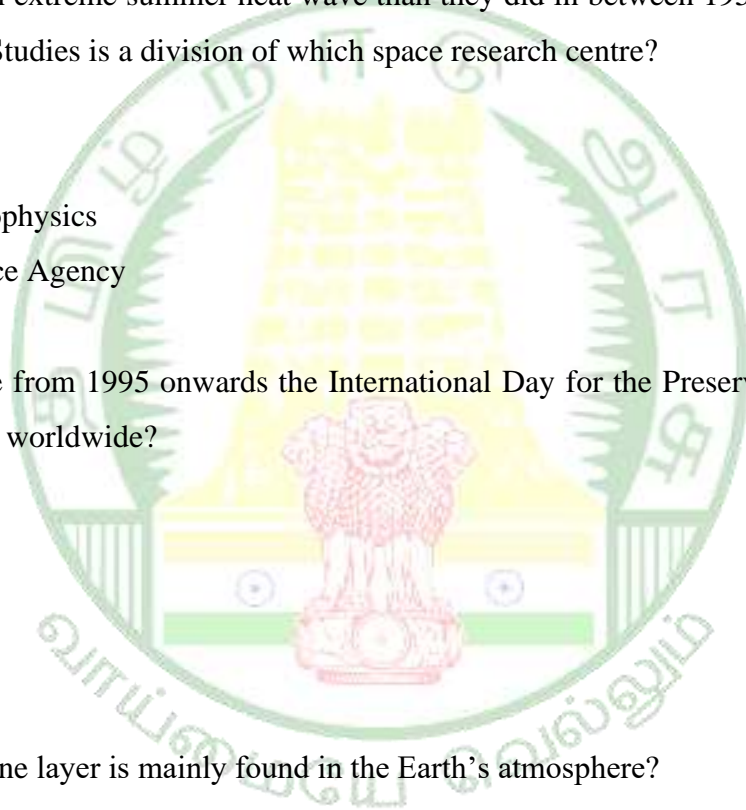 extreme summer heat wave than they did in between 195
Studies is a division of which space research centre?
ophysics
ce Agency
e from 1995 onwards the International Day for the Preserv
worldwide?
ne layer is mainly found in the Earth's atmosphere?
வாய்மையே வெல்லும்